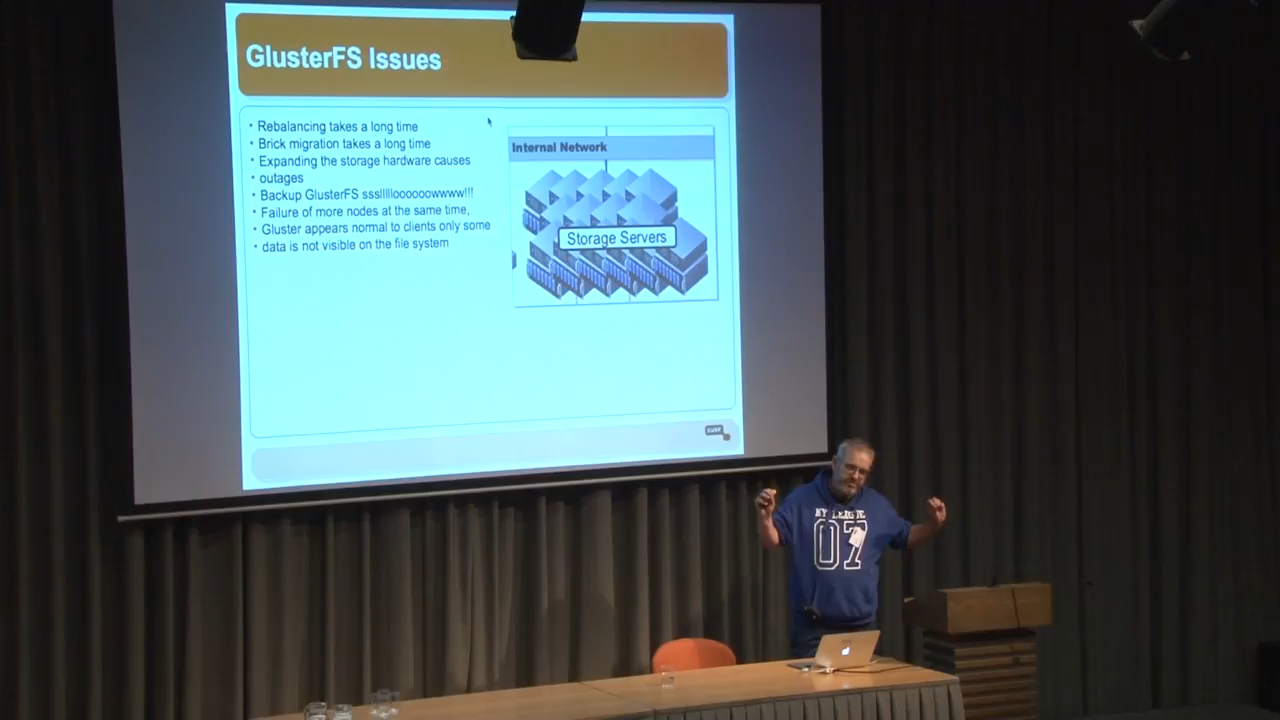 GlusterFS Issues
• Rebalancing takes a long time
• Brick migration takes a long time
• Expanding the storage hardware causes
• outages
• Backup GlusterFS sssllllloooooowwww!!!
• Failure of more nodes at the same time,
• Gluster appears normal to clients only some
• data is not visible on the file system
Internal Network
Storage Servers
07